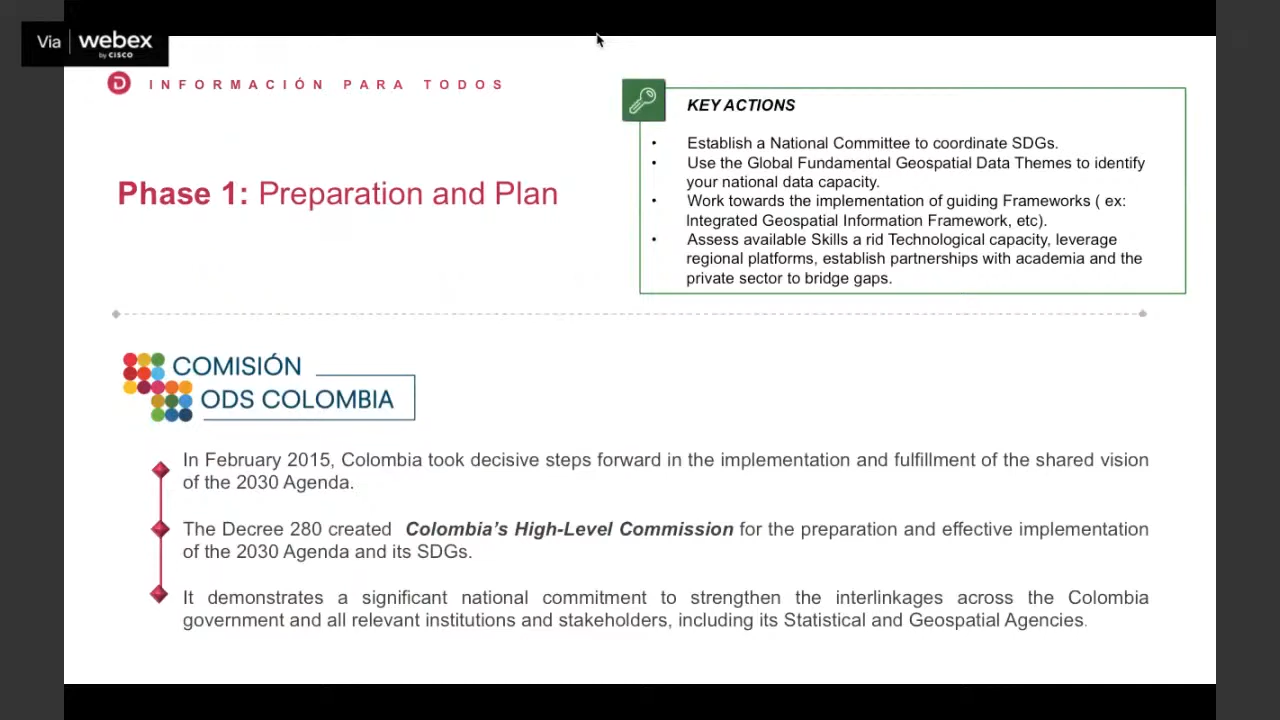 Via webex
by CISCO
INFORMACIÓN PARA TODOS
KEY ACTIONS
• Establish a National Committee to coordinate SDGs.
• Use the Global Fundamental Geospatial Data Themes to identify
your national data capacity.
• Work towards the implementation of guiding Frameworks ( ex:
Integrated Geospatial Information Framework, etc).
• Assess available Skills a rid Technological capacity, leverage
regional platforms, establish partnerships with academia and the
private sector to bridge gaps.
Phase 1: Preparation and Plan
COMISIÓN
ODS COLOMBIA
In February 2015, Colombia took decisive steps forward in the implementation and fulfillment of the shared vision
of the 2030 Agenda.
The Decree 280 created Colombia's High-Level Commission for the preparation and effective implementation
of the 2030 Agenda and its SDGs.
It demonstrates a significant national commitment to strengthen the interlinkages across the Colombia
government and all relevant institutions and stakeholders, including its Statistical and Geospatial Agencies.